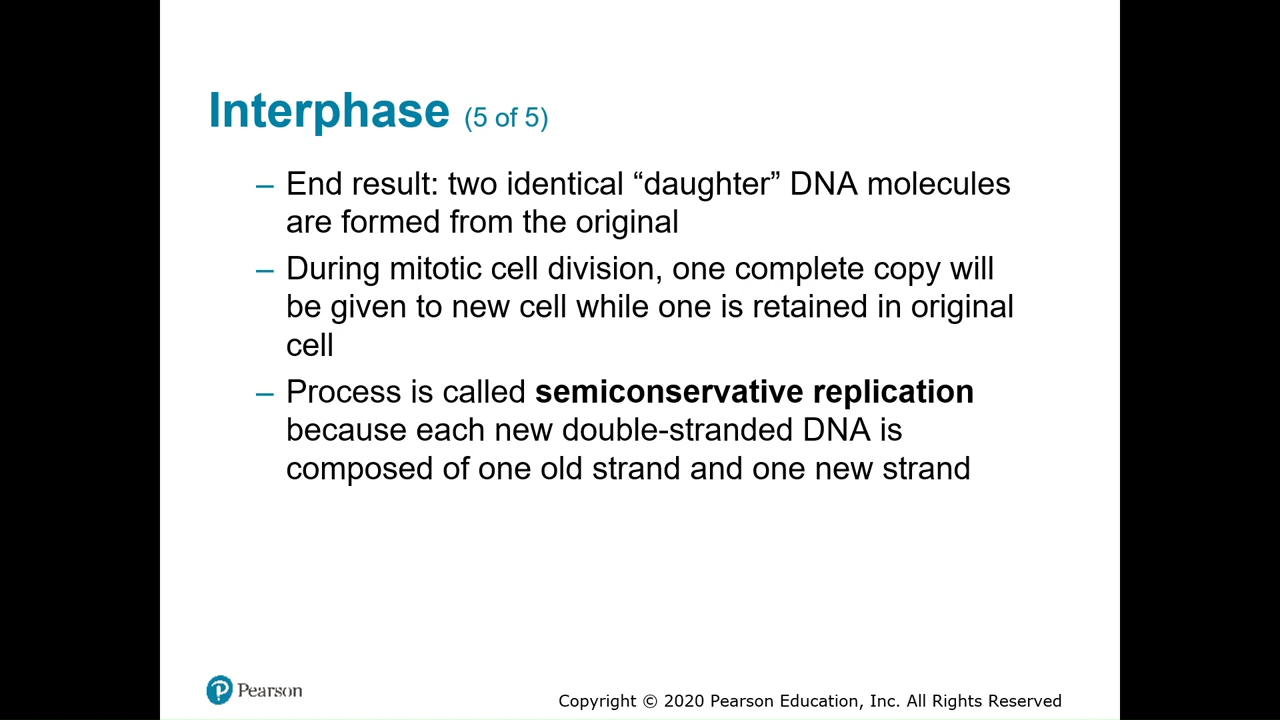 Interphase (5 of 5)
– End result: two identical “daughter” DNA molecules
are formed from the original
– During mitotic cell division, one complete copy will
be given to new cell while one is retained in original
cell
– Process is called semiconservative replication
because each new double-stranded DNA is
composed of one old strand and one new strand
P Pearson
Copyright © 2020 Pearson Education, Inc. All Rights Reserved